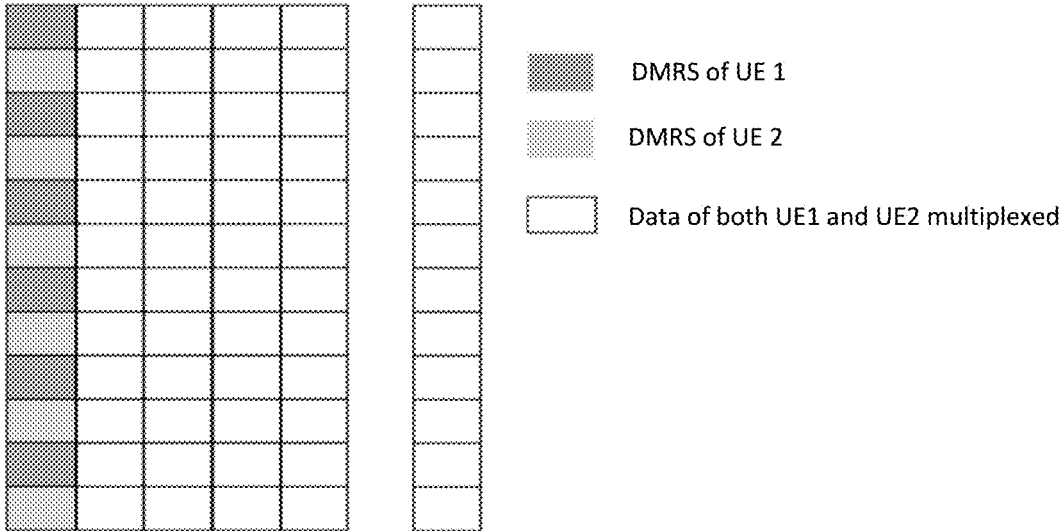 DMRS of UE 1
DMRS of UE 2
Data of both UE1 and UE2 multiplexed